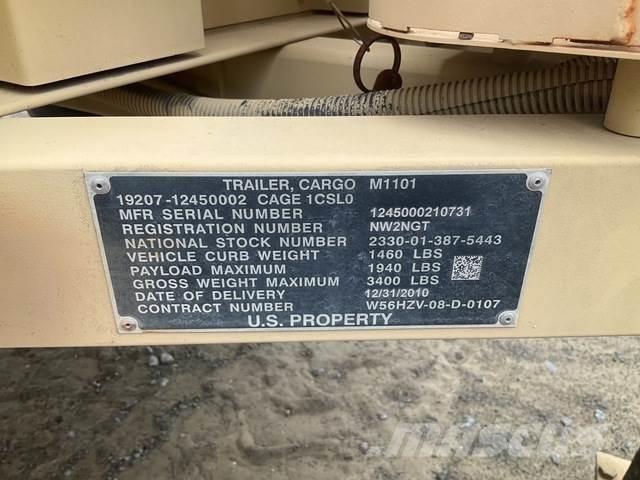 TRAILER, CARGO M1101
19207-12450002 CAGE 1CSL0
MFR SERIAL NUMBER 1245000210731
REGISTRATION NUMBER NW2NGT
NATIONAL STOCK NUMBER 2330-01-387-5443
VEHICLE CURB WEIGHT 1460 LBS
PAYLOAD MAXIMUM 1940 LBS
GROSS WEIGHT MAXIMUM 3400 LBS
DATE OF DELIVERY 12/31/2010
CONTRACT NUMBER W56HZV-08-D-0107
U.S. PROPERTY
MASCUS